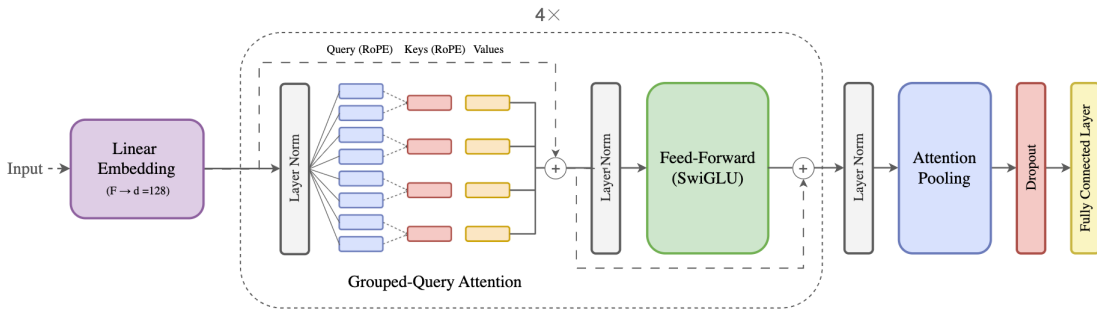 4×
Query (RoPE) Keys (RoPE) Values
Input
Linear
Embedding
(F → d =128)
Layer Norm
Grouped-Query Attention
+
Layer Norm
Feed-Forward
(SwiGLU)
+
Layer Norm
Attention
Pooling
Dropout
Fully Connected Layer